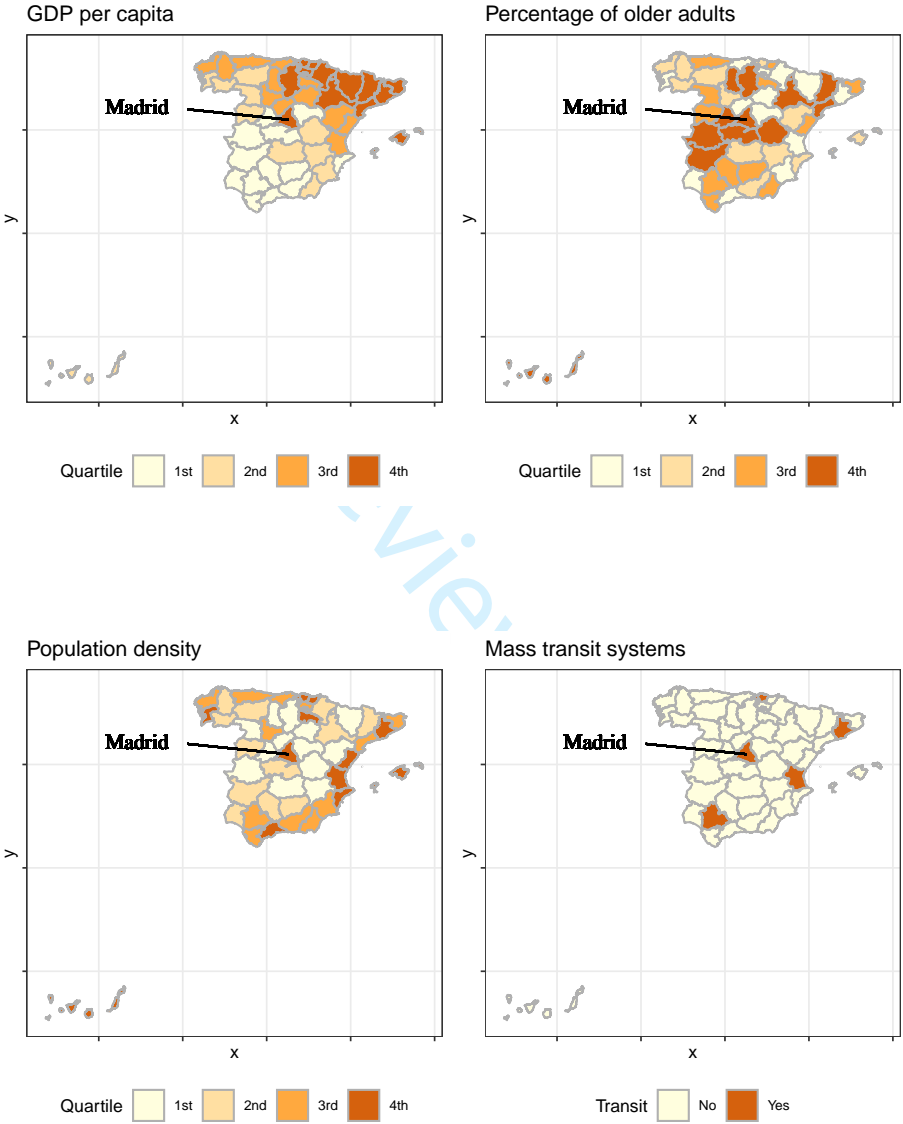 GDP per capita
Percentage of older adults
Madrid
Madrid
y
y
x
x
Quartile 1st 2nd 3rd 4th
Quartile 1st 2nd 3rd 4th
vie
Population density
Mass transit systems
Madrid
Madrid
y
y
x
x
Quartile 1st 2nd 3rd 4th
Transit No Yes